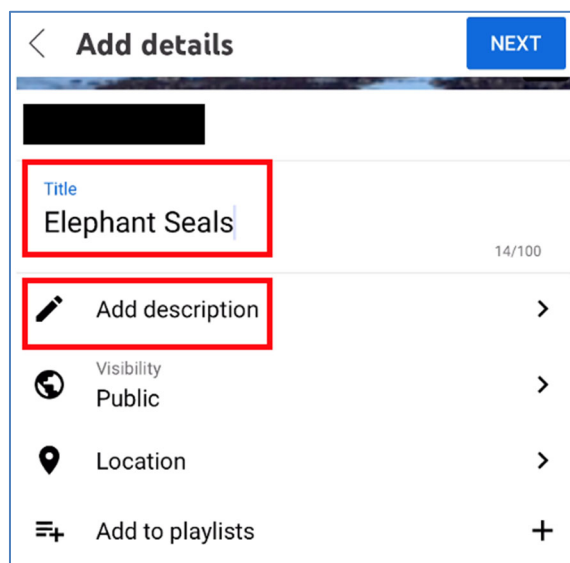 Add details
NEXT
Title
Elephant Seals
14/100
Add description
Visibility
Public
Location
Add to playlists